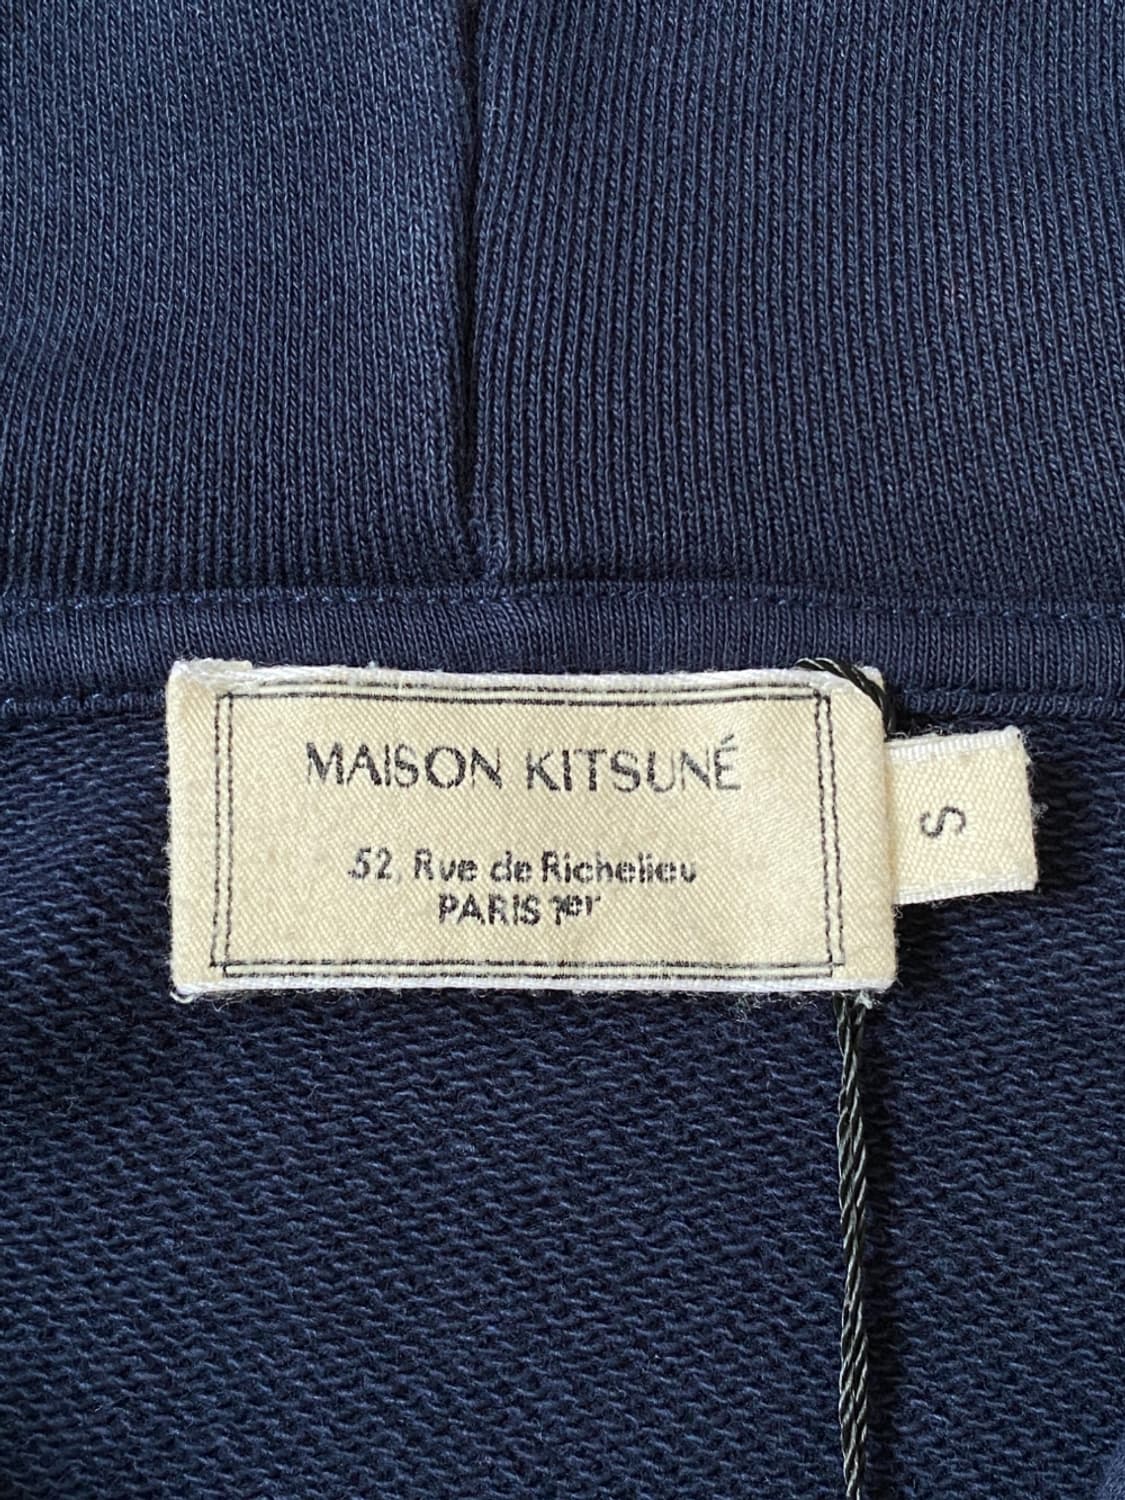 MAISON KITSUNÉ
52, Rue de Richelieu
PARIS 1er
S